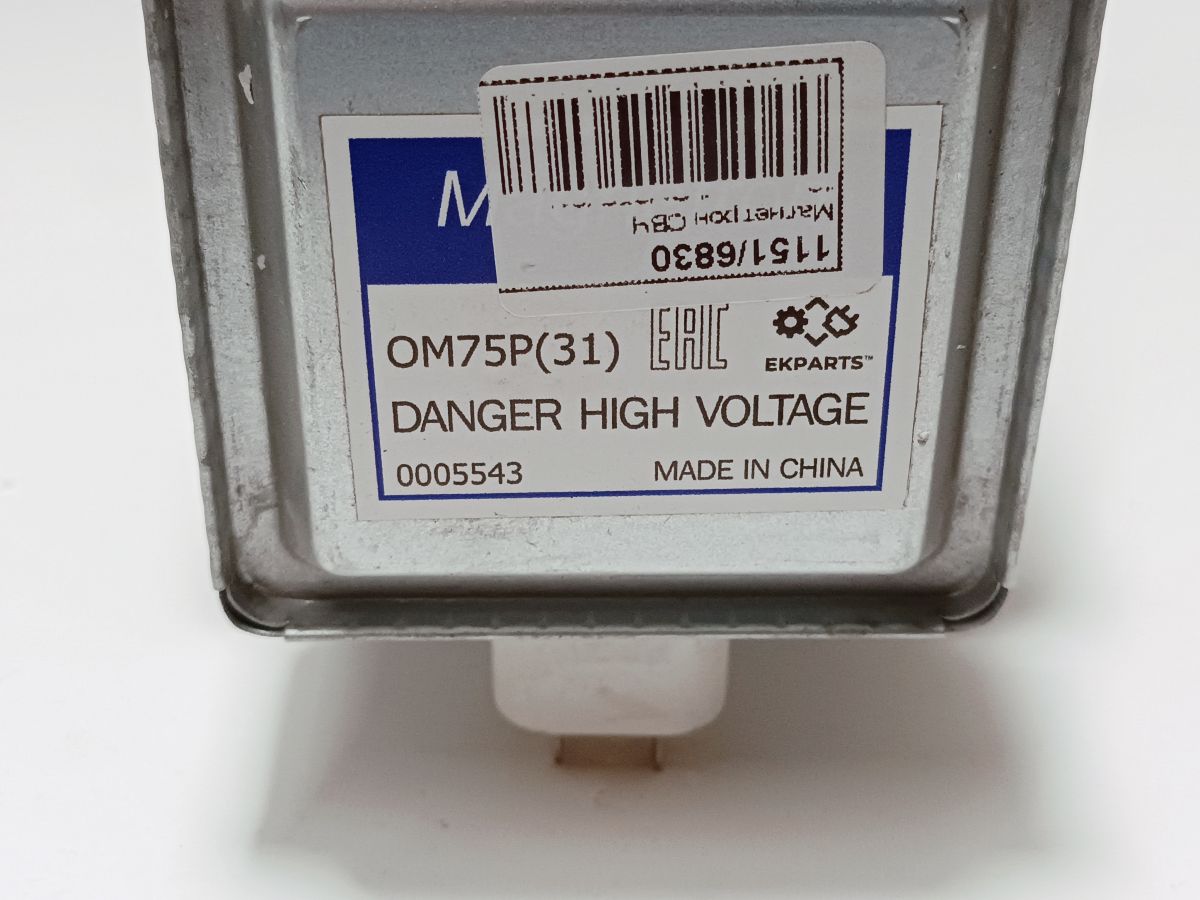 1151/6830
Магнетрон СВЧ
OM75P(31)
EAC
EKPARTS™
DANGER HIGH VOLTAGE
0005543
MADE IN CHINA